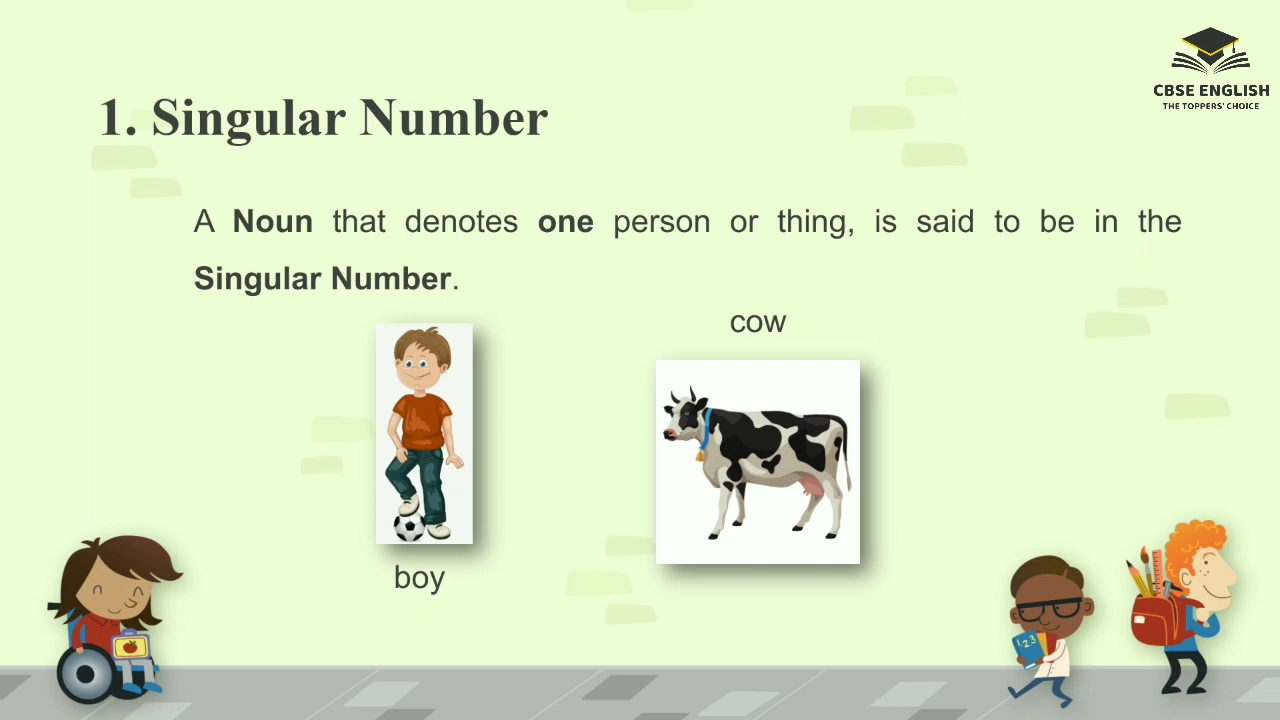 CBSE ENGLISH
THE TOPPERS' CHOICE
1. Singular Number
A Noun that denotes one person or thing, is said to be in the
Singular Number.
cow
boy
123